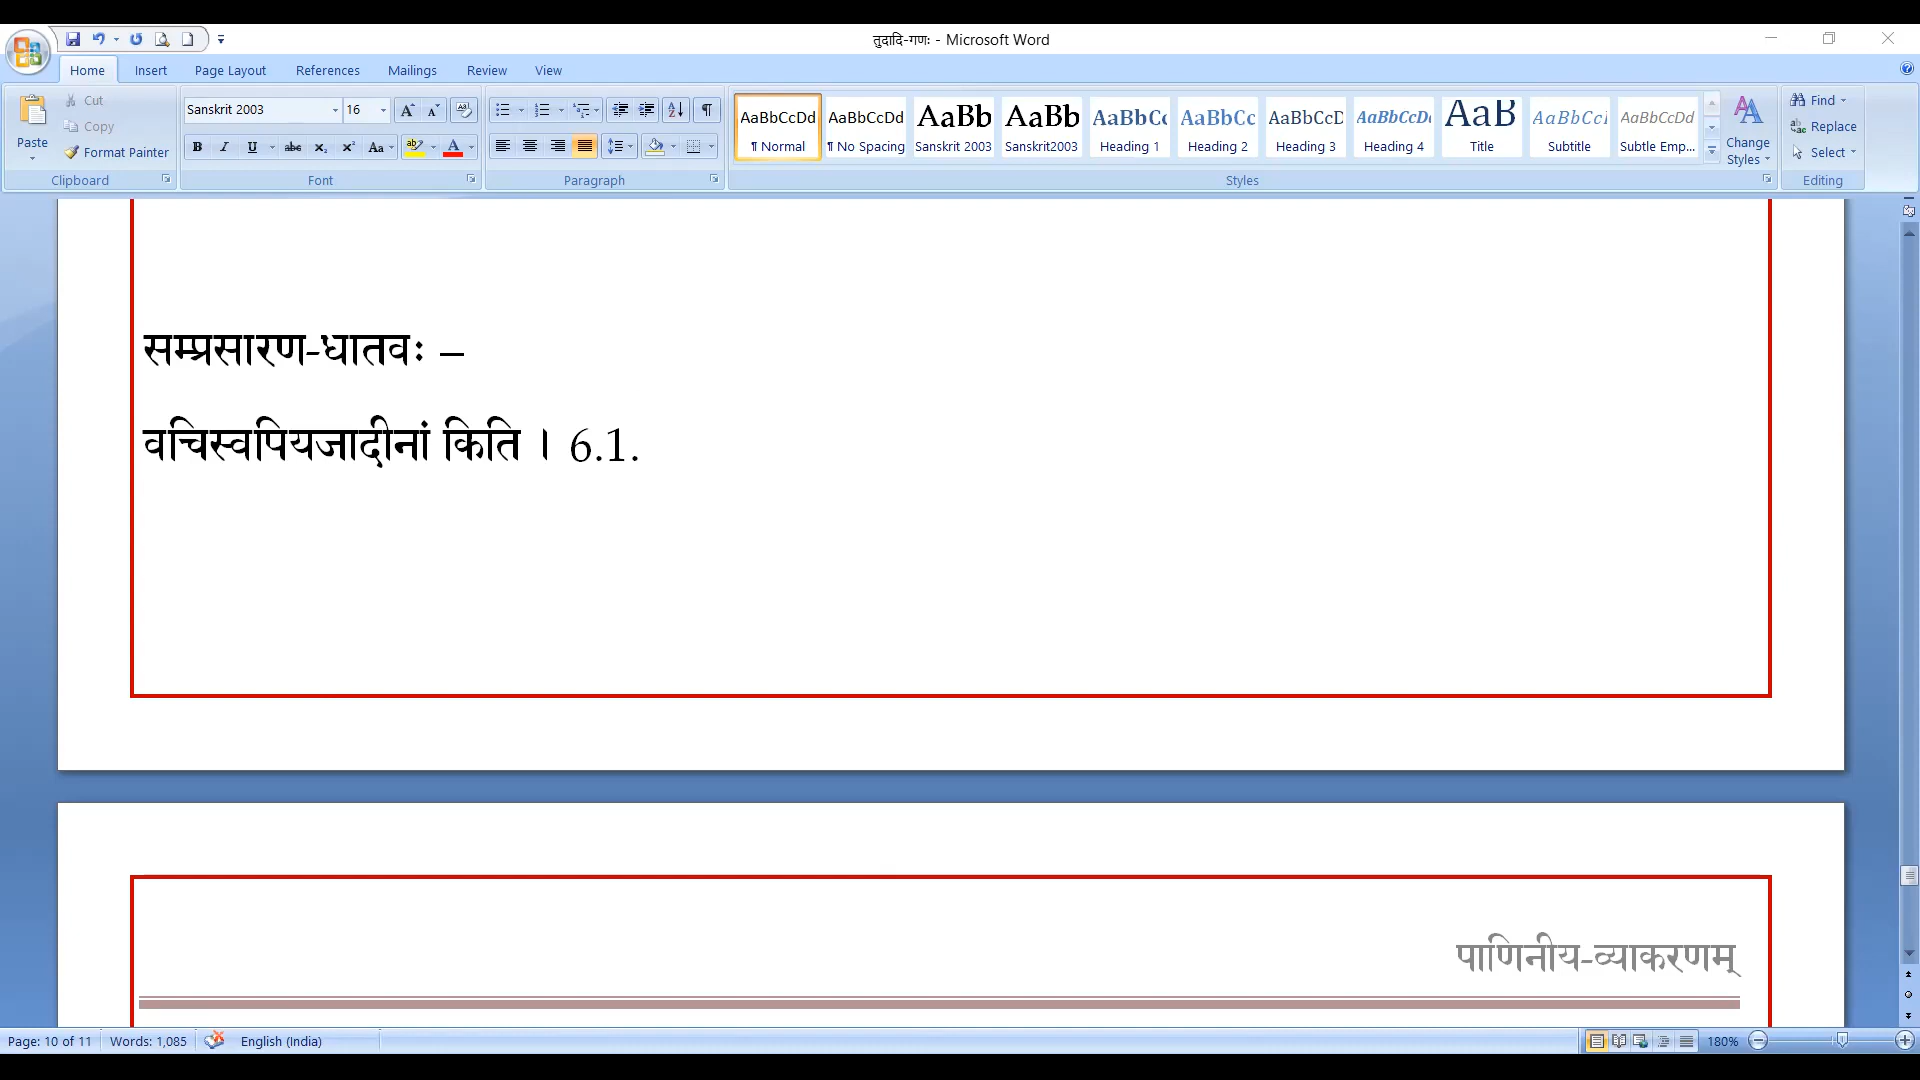 तुदादि-गणः - Microsoft Word
Home Insert Page Layout References Mailings Review View
Paste
Cut
Copy
Format Painter
Clipboard
Sanskrit 2003 16
Font
Paragraph
AaBbCcDd AaBbCcDd AaBb AaBb AaBbCc AaBbCc AaBbCcD AaBbCcDd AaB AaBbCc AaBbCcDd
¶ Normal ¶ No Spacing Sanskrit 2003 Sanskrit2003 Heading 1 Heading 2 Heading 3 Heading 4 Title Subtitle Subtle Emp...
Change Styles
Styles
Find
Replace
Select
Editing
सम्प्रसारण-धातवः –
वचिस्वपियजादीनां किति । 6.1.
पाणिनीय-व्याकरणम्
Page: 10 of 11 Words: 1,085 English (India) 180%